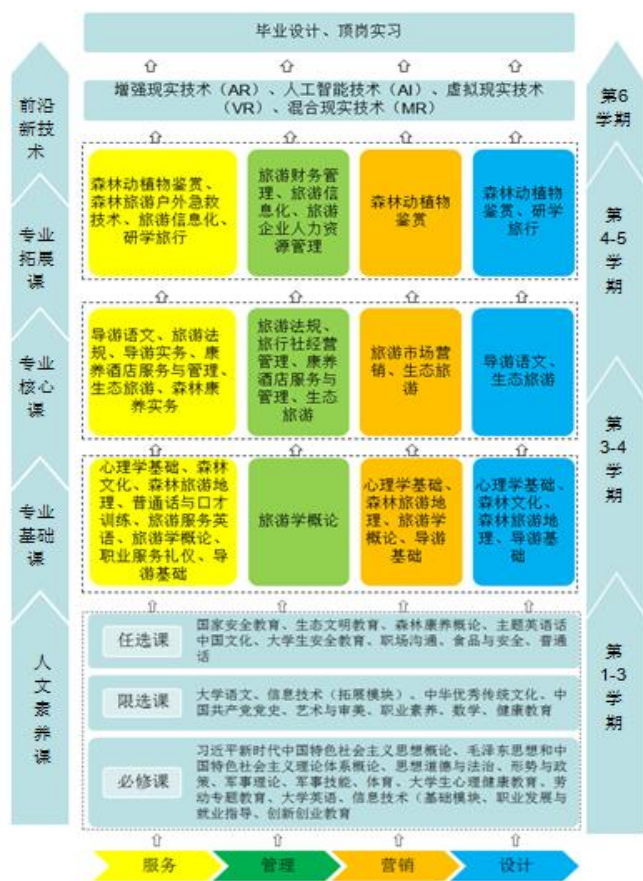 毕业设计、顶岗实习
增强现实技术（AR）、人工智能技术（AI）、虚拟现实技术
（VR）、混合现实技术（MR）
前沿
新技
术
第6
学期
森林动植物鉴赏、
森林旅游户外急救
技术、旅游信息化、
研学旅行
旅游财务管
理、旅游信
息化、旅游
企业人力资
源管理
森林动植物
鉴赏
森林动植物
鉴赏、研学
旅行
专业
拓展
课
第
4-5
学
期
导游语文、旅游法
规、导游实务、康
养酒店服务与管
理、生态旅游、森林康
养实务
旅游法规、
旅行社经营
管理、康养
酒店服务与
管理、生态
旅游
旅游市场营
销、生态旅
游
导游语文、
生态旅游
专业
核心
课
第
3-4
学
期
心理学基础、森林
文化、森林旅游地
理、普通话与口才
训练、旅游服务英
语、旅游学概论、
职业服务礼仪、导
游基础
旅游学概论
心理学基础、
森林旅游地
理、旅游学
概论、导游
基础
心理学基础、
森林文化、
森林旅游地
理、导游基
础
专业
基础
课
任选课
国家安全教育、生态文明教育、森林康养概论、主题英语话
中国文化、大学生安全教育、职场沟通、食品与安全、普通
话
限选课
大学语文、信息技术（拓展模块）、中华优秀传统文化、中
国共产党党史、艺术与审美、职业素养、数学、健康教育
必修课
习近平新时代中国特色社会主义思想概论、毛泽东思想和中
国特色社会主义理论体系概论、思想道德与法治、形势与政
策、军事理论、军事技能、体育、大学生心理健康教育、劳
动专题教育、大学英语、信息技术（基础模块、职业发展与
就业指导、创新创业教育
人
文
素
养
课
第
1-3
学
期
服务
管理
营销
设计